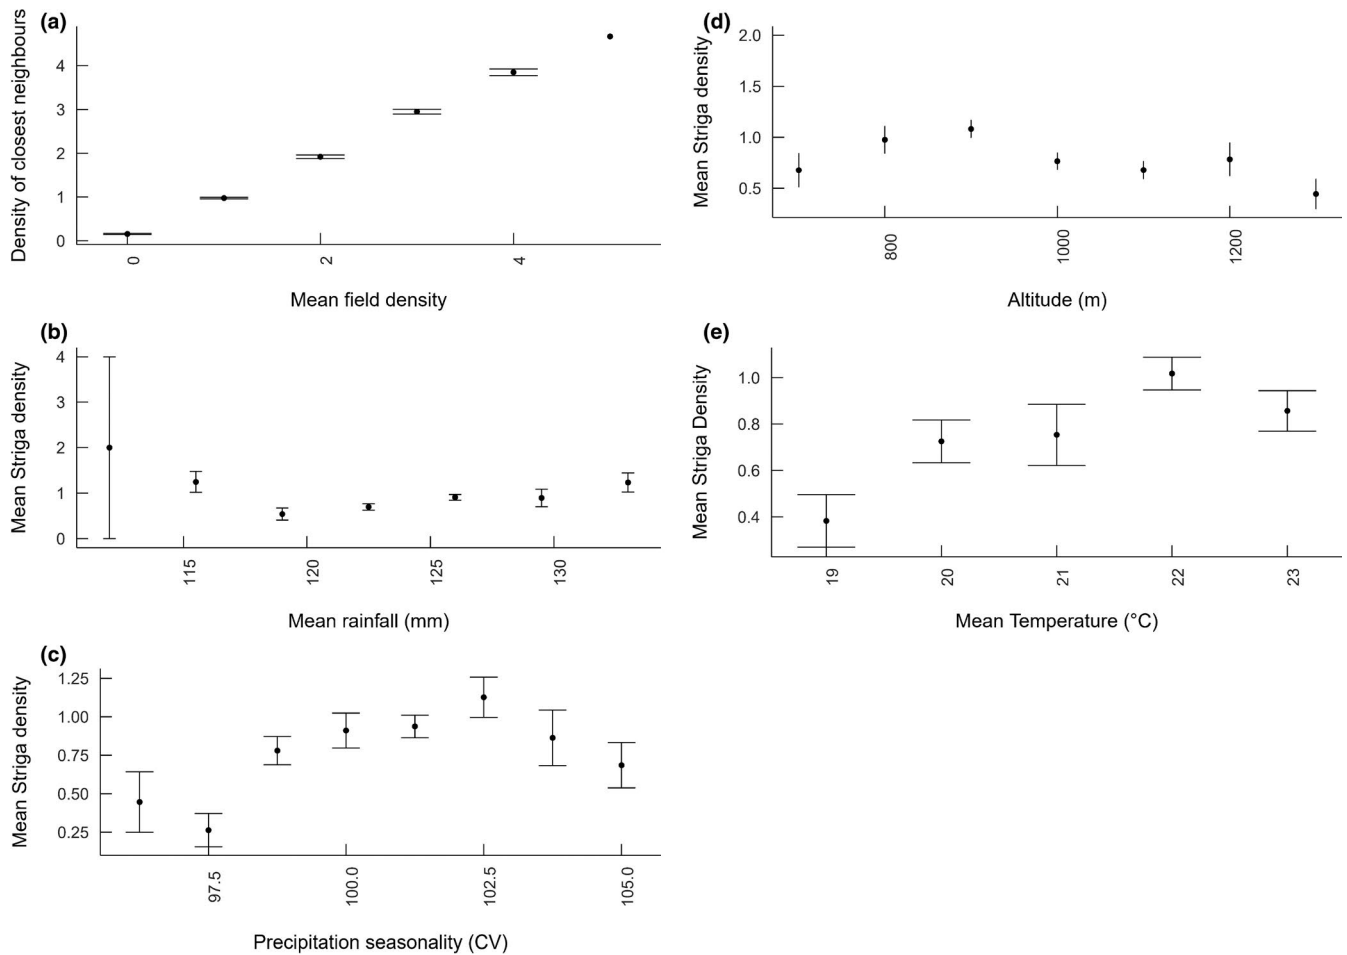 (a)
Density of closest neighbours
4
3
2
1
0
0
2
4
Mean field density
(b)
Mean Striga density
4
3
2
1
0
115
120
125
130
Mean rainfall (mm)
(c)
Mean Striga density
1.25
1.00
0.75
0.50
0.25
97.5
100.0
102.5
105.0
Precipitation seasonality (CV)
(d)
Mean Striga density
2.0
1.5
1.0
0.5
800
1000
1200
Altitude (m)
(e)
Mean Striga Density
1.0
0.8
0.6
0.4
19
20
21
22
23
Mean Temperature (°C)